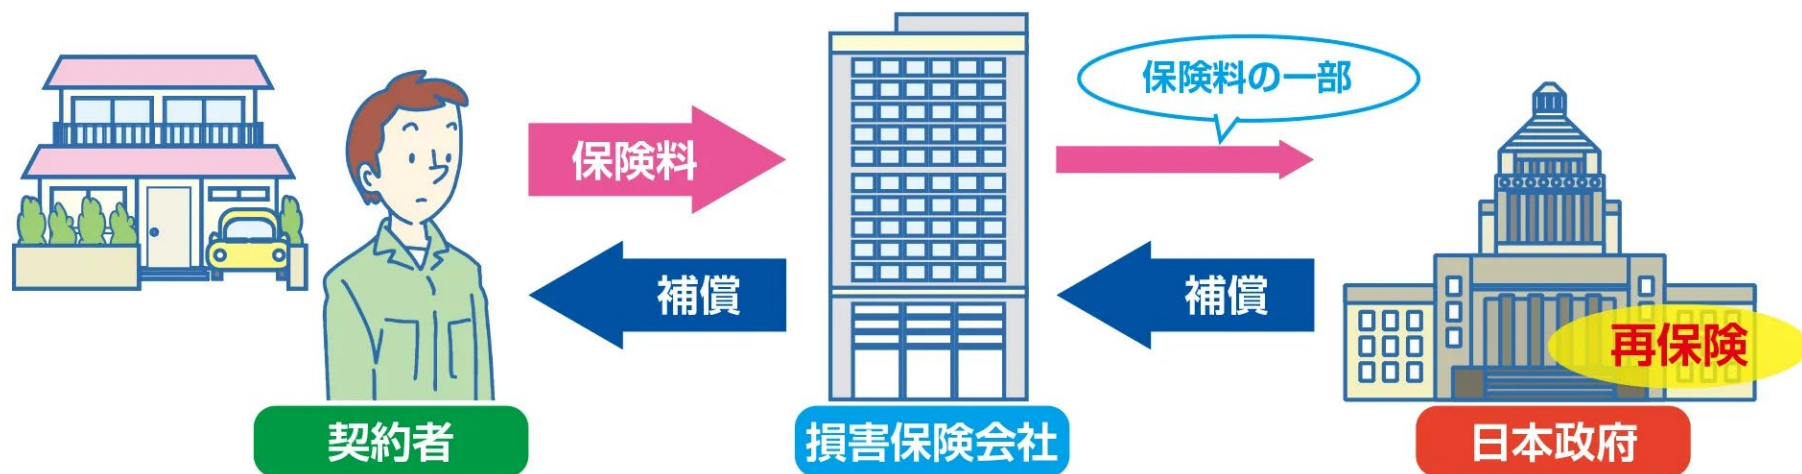 保険料の一部
保険料
補償
補償
再保険
契約者
損害保険会社
日本政府